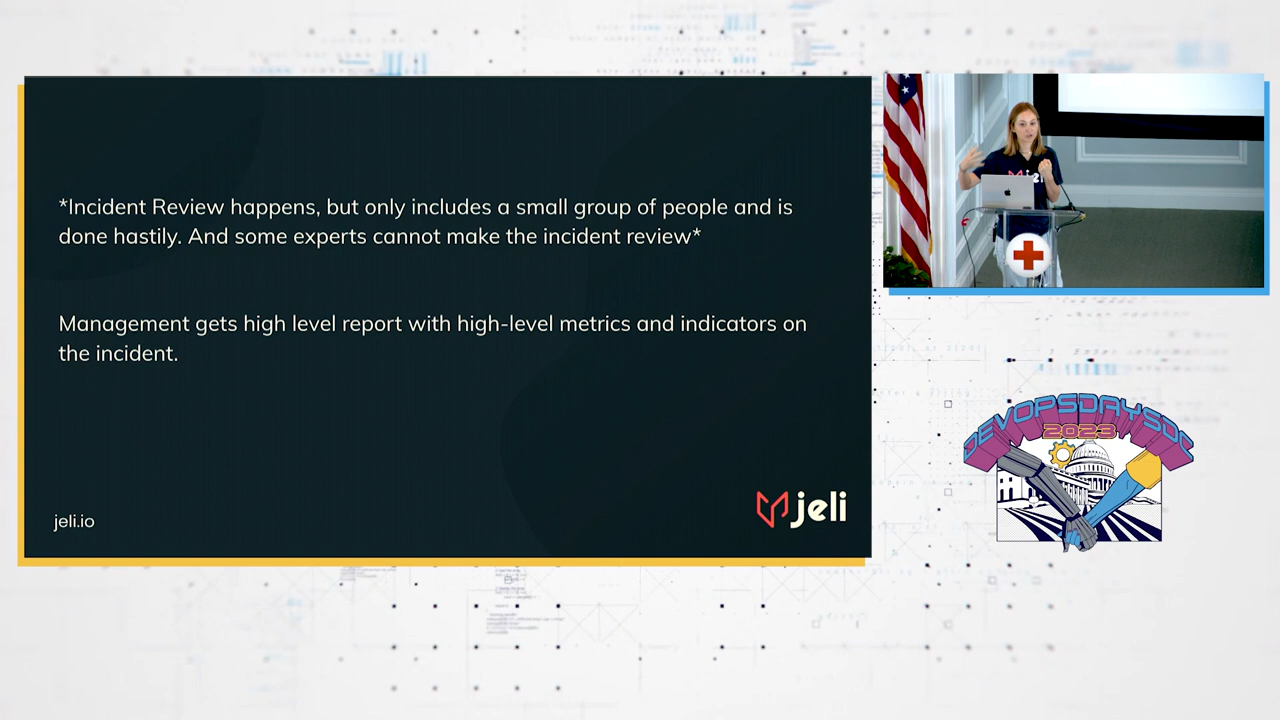 *Incident Review happens, but only includes a small group of people and is
done hastily. And some experts cannot make the incident review*
Management gets high level report with high-level metrics and indicators on
the incident.
jeli.io
jeli
DEVOPSDAYSDC
2023